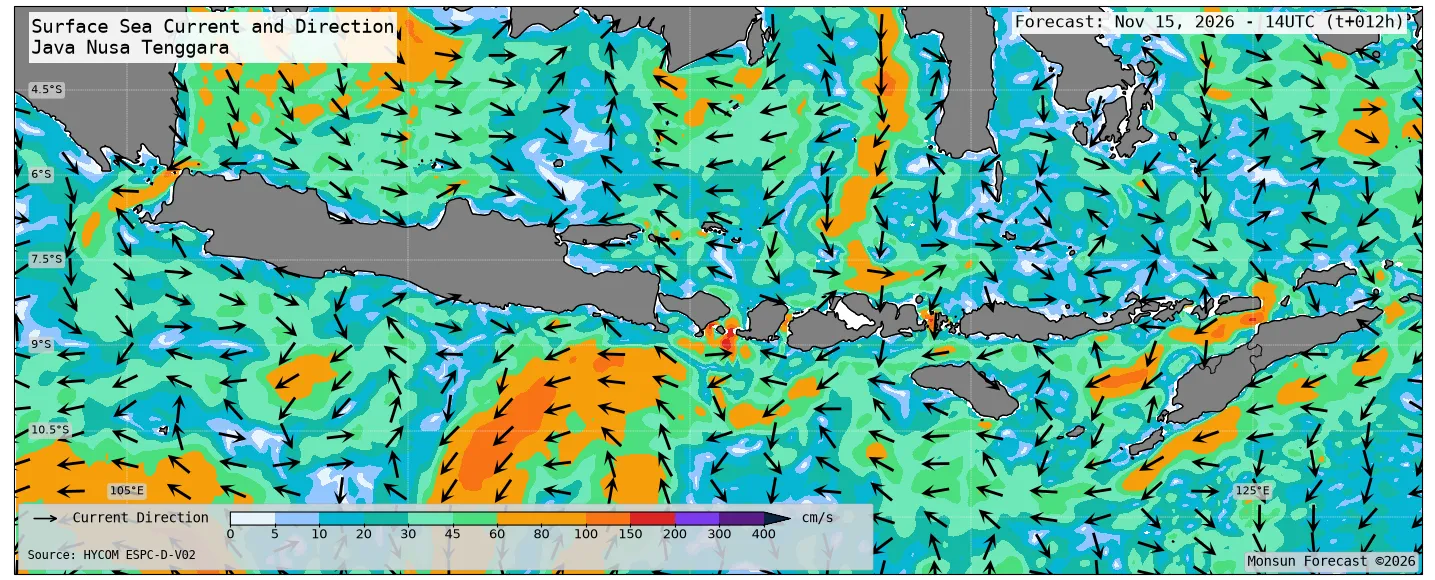 Surface Sea Current and Direction
Java Nusa Tenggara
Forecast: Nov 15, 2026 - 14UTC (t+012h)
4.5°S
6°S
7.5°S
9°S
10.5°S
105°E
125°E
Current Direction
0 5 10 20 30 45 60 80 100 150 200 300 400 cm/s
Source: HYCOM ESPC-D-V02
Monsun Forecast ©2026